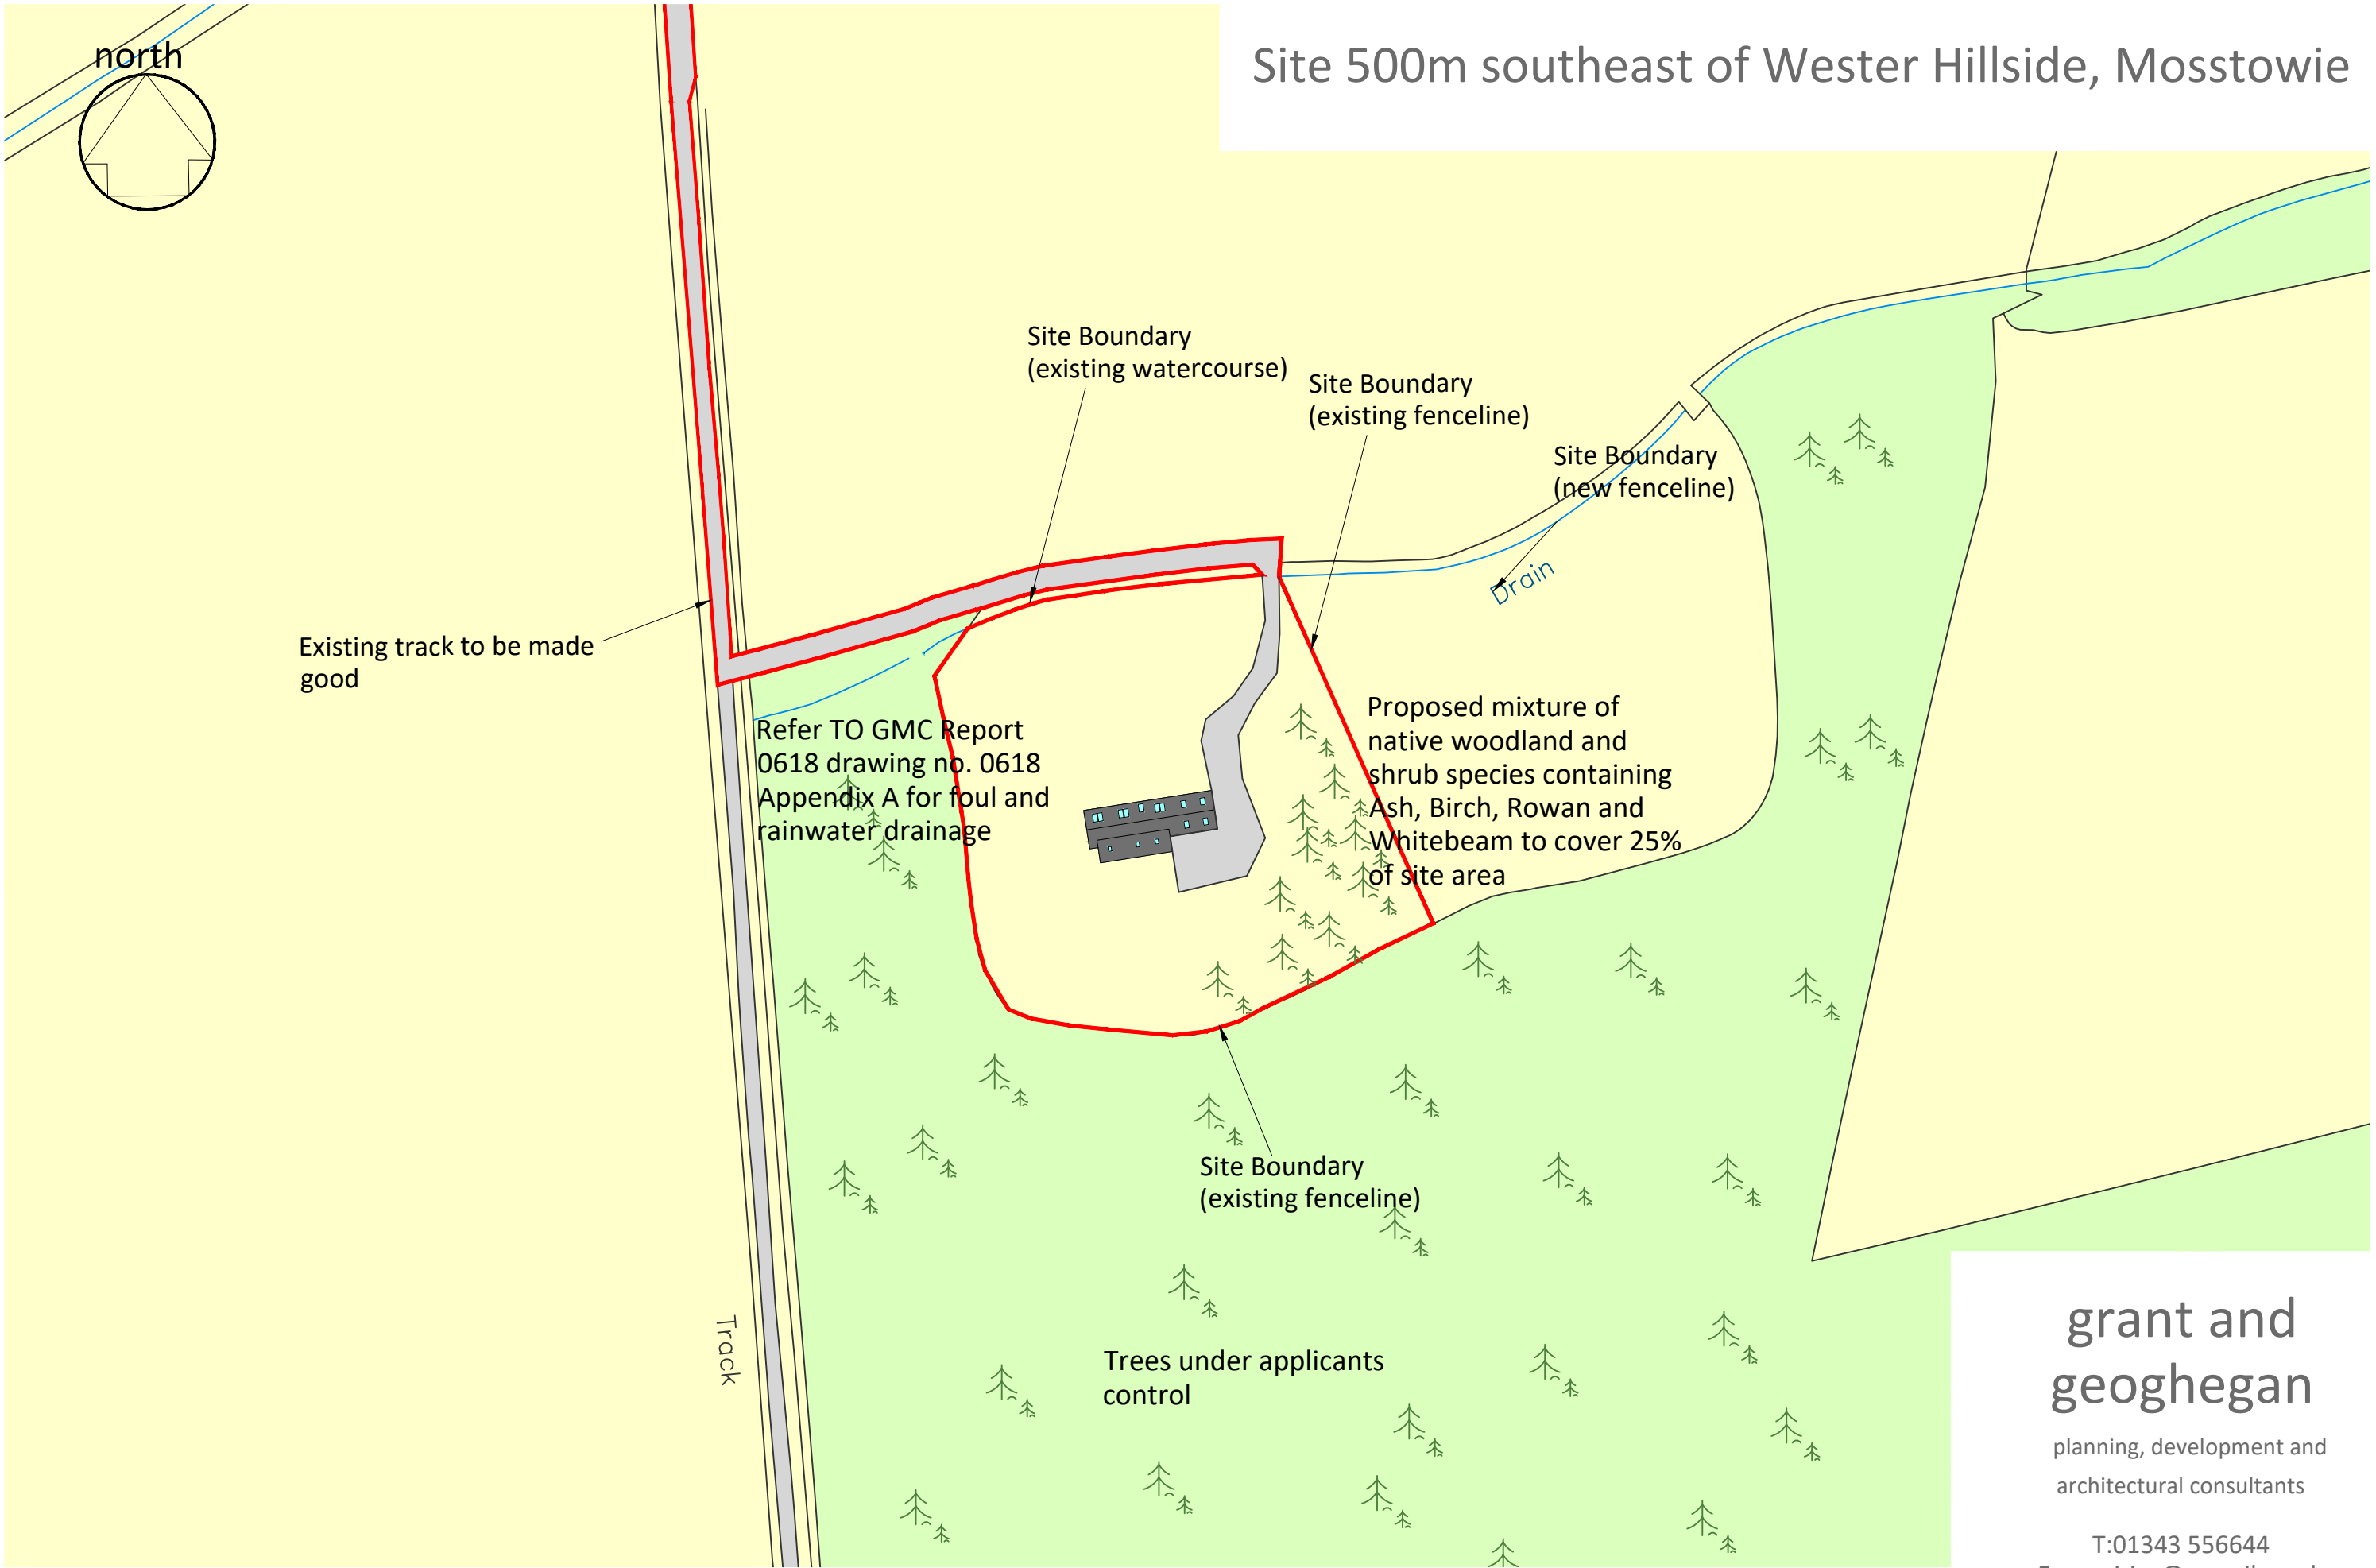 north
Site 500m southeast of Wester Hillside, Mosstowie
Site Boundary
(existing watercourse)
Site Boundary
(existing fenceline)
Site Boundary
(new fenceline)
Drain
Existing track to be made
good
Refer TO GMC Report
0618 drawing no. 0618
Appendix A for foul and
rainwater drainage
Proposed mixture of
native woodland and
shrub species containing
Ash, Birch, Rowan and
Whitebeam to cover 25%
of site area
Site Boundary
(existing fenceline)
Track
Trees under applicants
control
grant and
geoghegan
planning, development and
architectural consultants
T:01343 556644